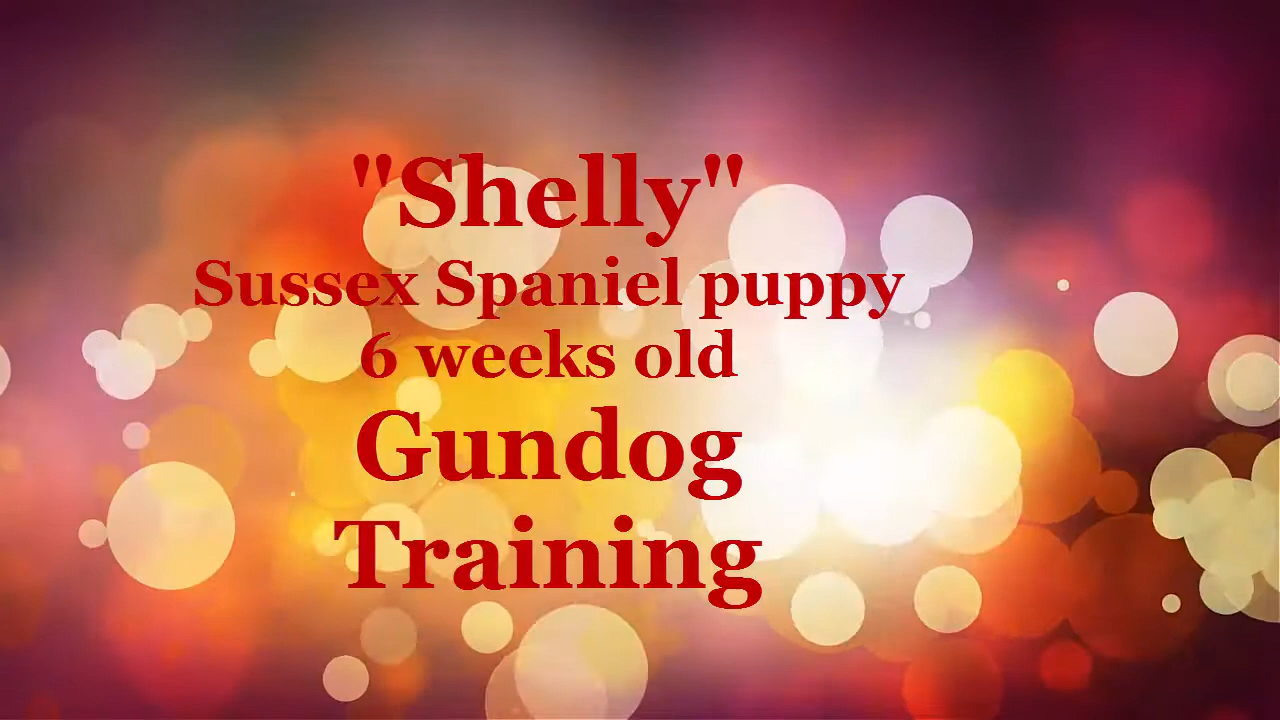 "Shelly"
Sussex Spaniel puppy
6 weeks old
Gundog
Training